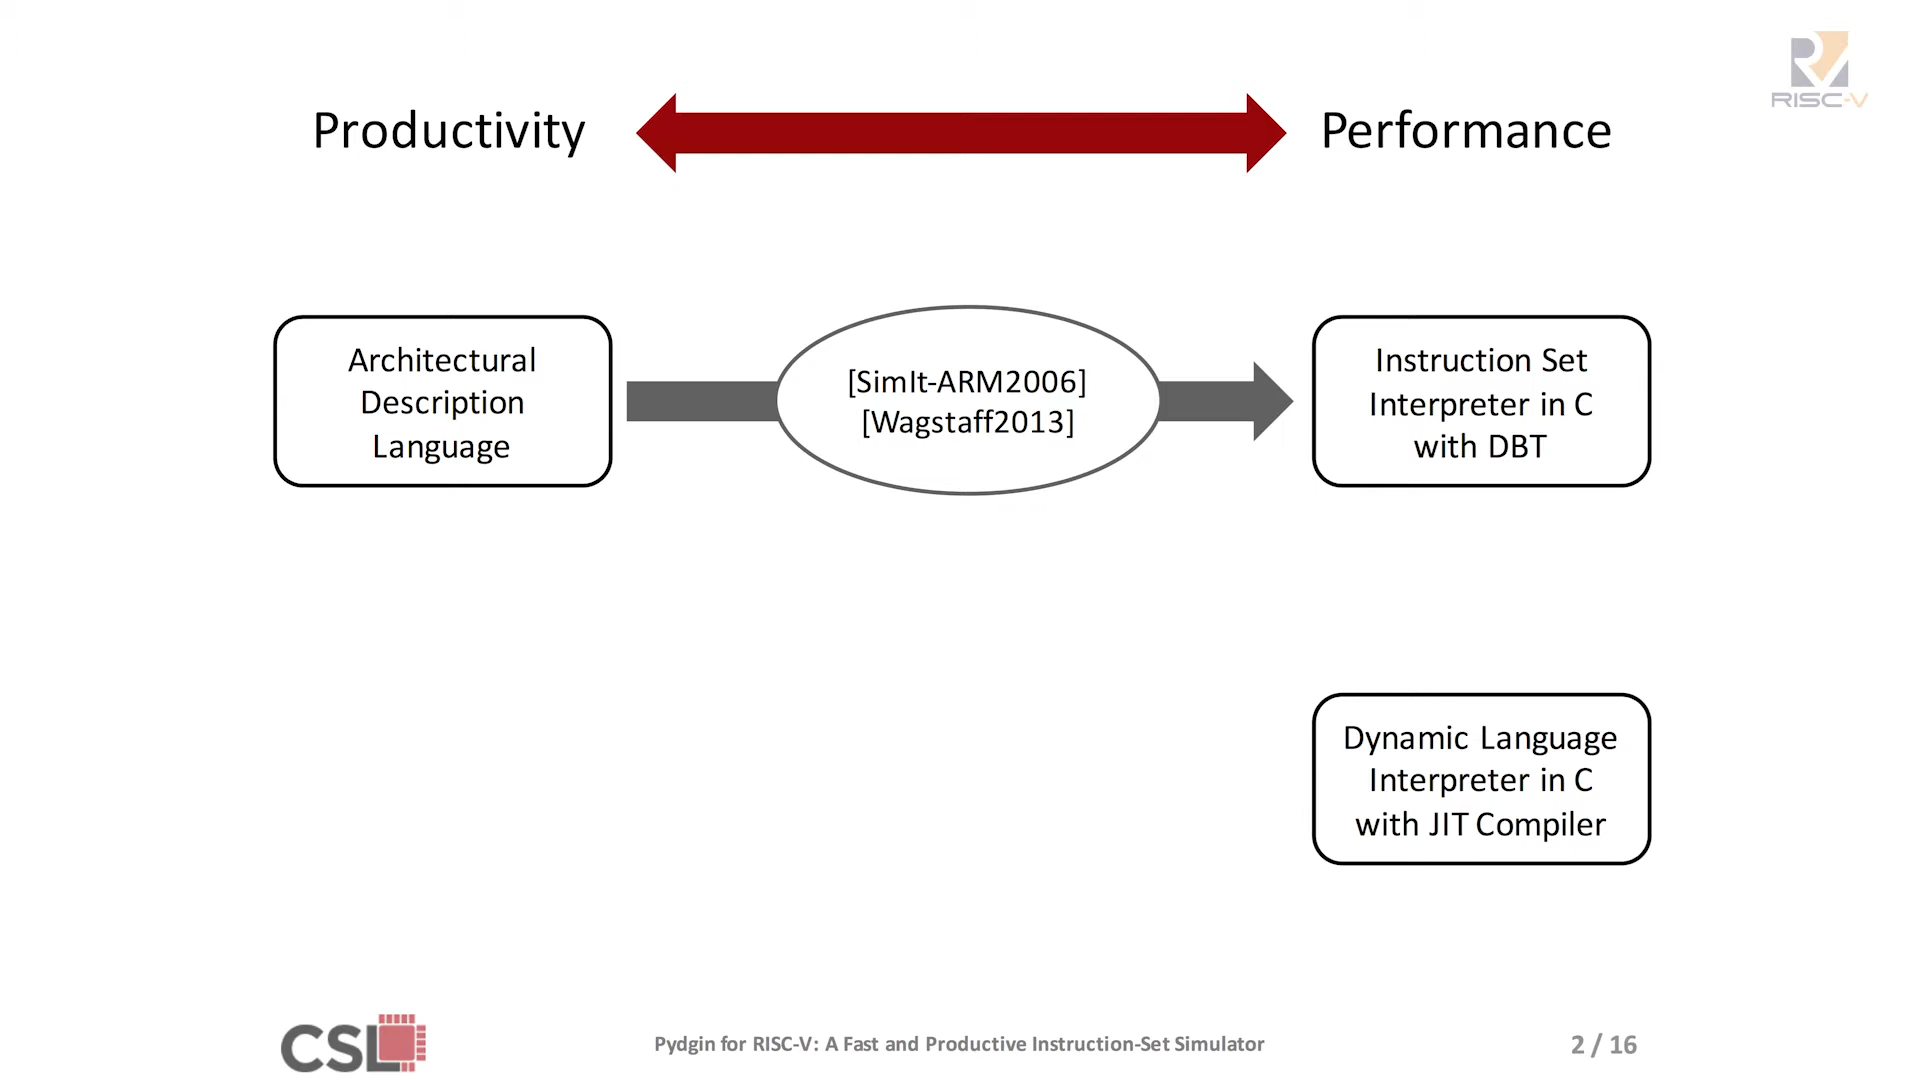 Productivity
Performance
RISC-V
Architectural
Description
Language
[SimIt-ARM2006]
[Wagstaff2013]
Instruction Set
Interpreter in C
with DBT
Dynamic Language
Interpreter in C
with JIT Compiler
CSL
Pydgin for RISC-V: A Fast and Productive Instruction-Set Simulator
2 / 16